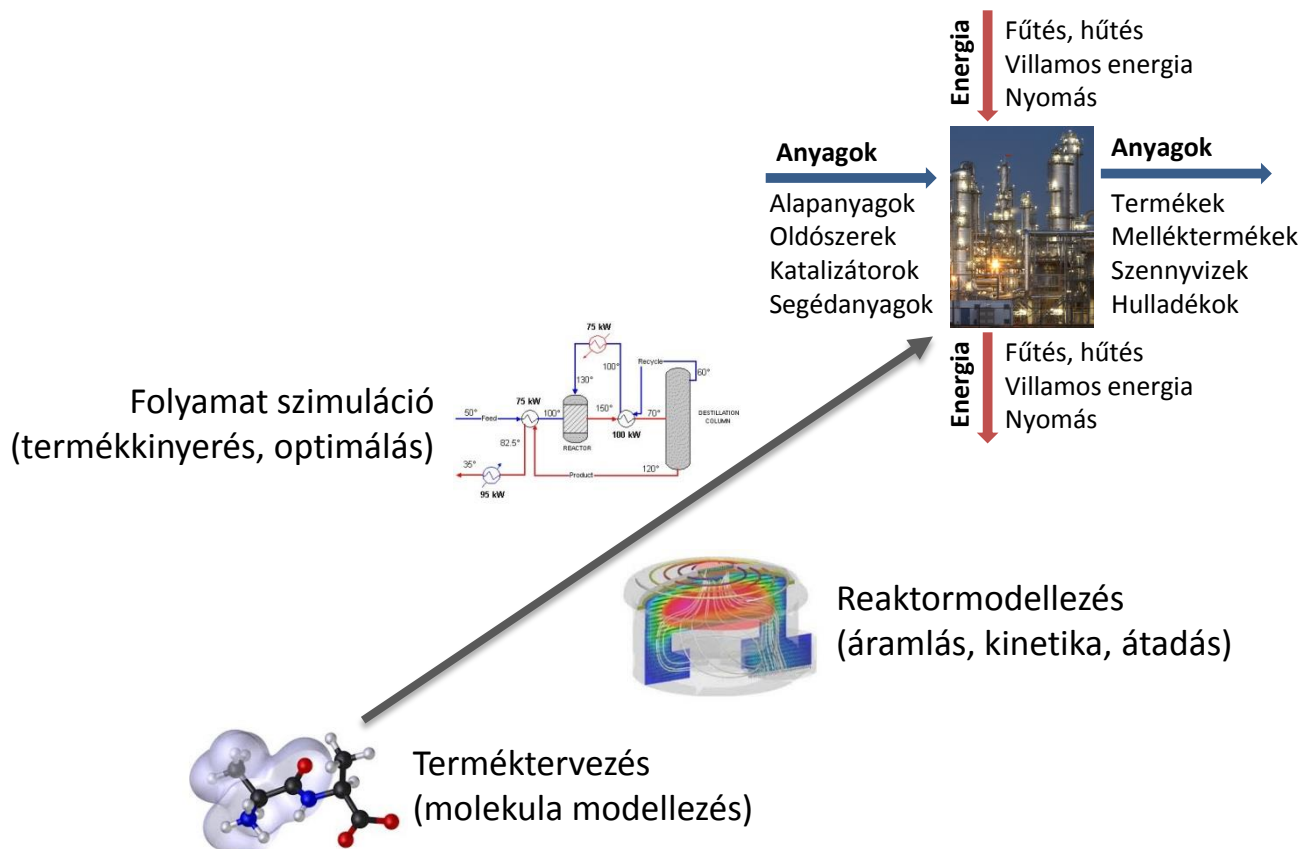 Energia
Fűtés, hűtés
Villamos energia
Nyomás
Anyagok
Alapanyagok
Oldószerek
Katalizátorok
Segédanyagok
Anyagok
Termékek
Melléktermékek
Szennyvizek
Hulladékok
Energia
Fűtés, hűtés
Villamos energia
Nyomás
Folyamat szimuláció
(termékkinyerés, optimálás)
75 kW
100°
Recycle
60°
130°
75 kW
50°
Feed
100°
150°
70°
DESTILLATION
COLUMN
100 kW
82.5°
REACTOR
35°
Product
120°
95 kW
Reaktormodellezés
(áramlás, kinetika, átadás)
Terméktervezés
(molekula modellezés)